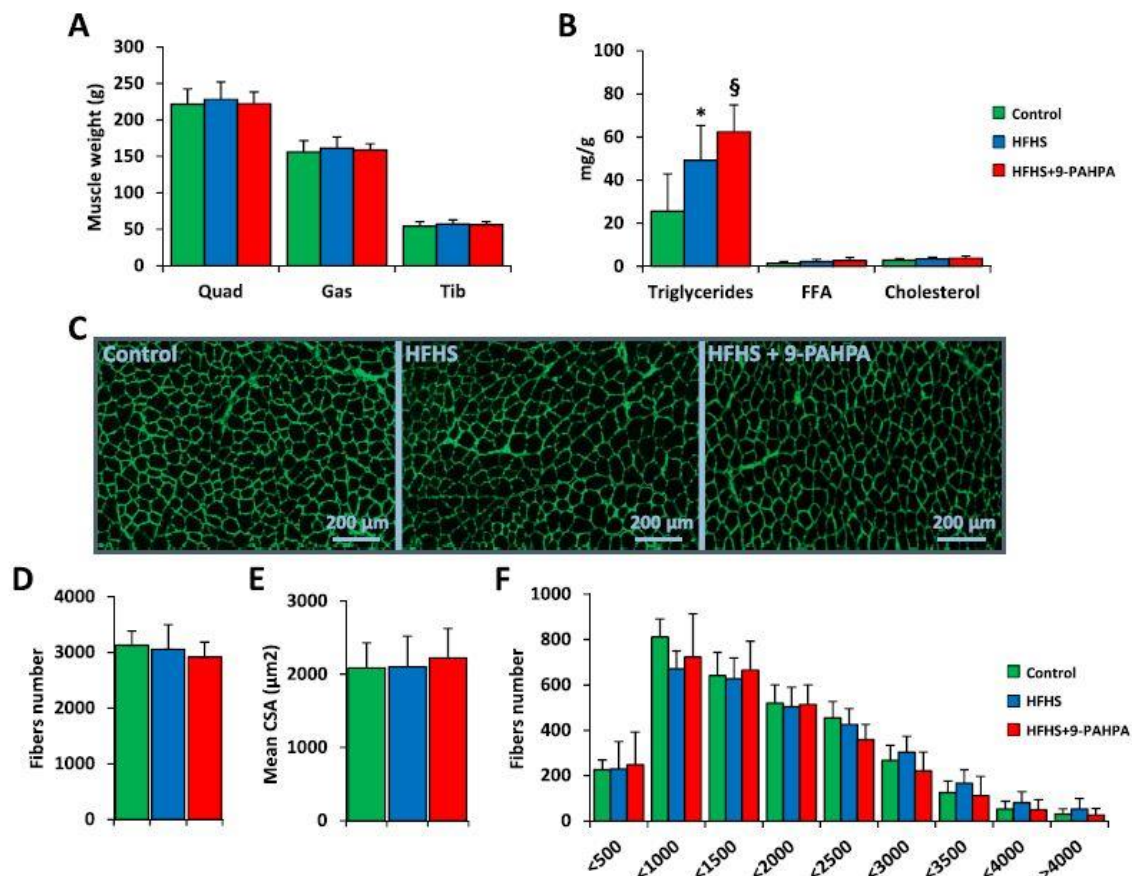 A
Muscle weight (g)
300
250
200
150
100
50
0
Quad Gas Tib
B
mg/g
100
80
60
40
20
0
* §
Triglycerides FFA Cholesterol
Control
HFHS
HFHS+9-PAHPA
C
Control HFHS HFHS + 9-PAHPA
200 µm 200 µm 200 µm
D
Fibers number
4000
3000
2000
1000
0
E
Mean CSA (µm2)
3000
2000
1000
0
F
Fibers number
1000
800
600
400
200
0
<500 <1000 <1500 <2000 <2500 <3000 <3500 <4000 >4000
Control
HFHS
HFHS+9-PAHPA